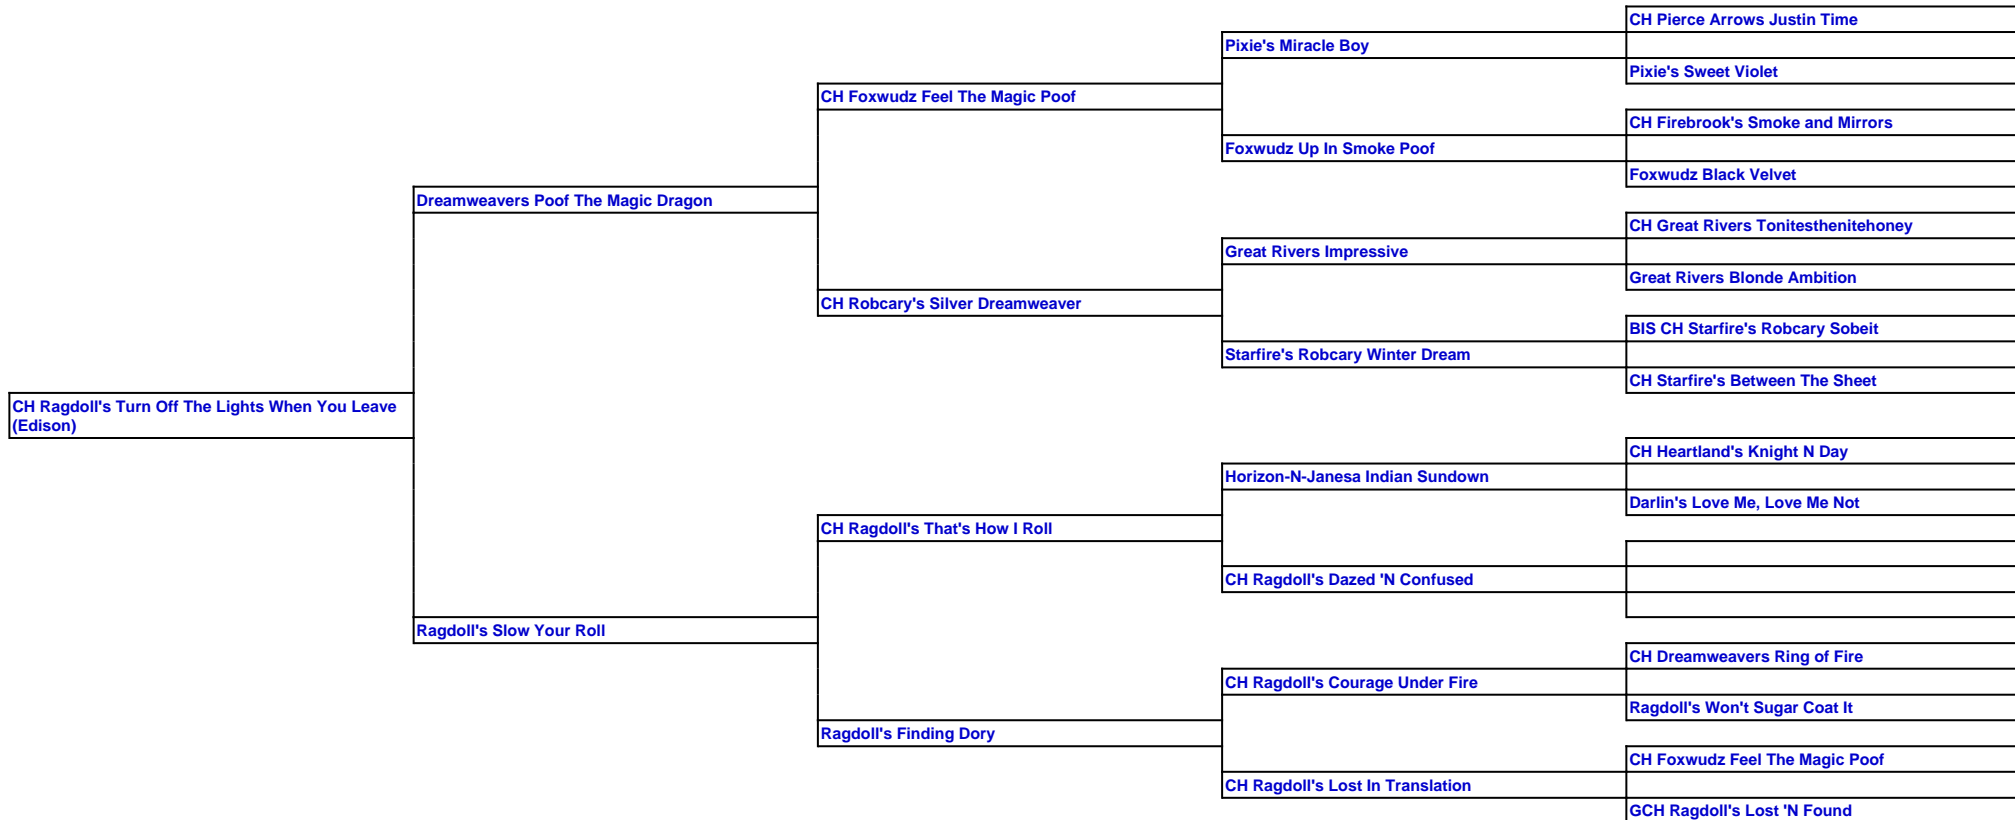 CH Pierce Arrows Justin Time
Pixie's Miracle Boy
Pixie's Sweet Violet
CH Foxwudz Feel The Magic Poof
CH Firebrook's Smoke and Mirrors
Foxwudz Up In Smoke Poof
Foxwudz Black Velvet
Dreamweavers Poof The Magic Dragon
CH Great Rivers Tonitesthenitehoney
Great Rivers Impressive
Great Rivers Blonde Ambition
CH Robcary's Silver Dreamweaver
BIS CH Starfire's Robcary Sobeit
Starfire's Robcary Winter Dream
CH Starfire's Between The Sheet
CH Ragdoll's Turn Off The Lights When You Leave
(Edison)
CH Heartland's Knight N Day
Horizon-N-Janesa Indian Sundown
Darlin's Love Me, Love Me Not
CH Ragdoll's That's How I Roll
CH Ragdoll's Dazed 'N Confused
Ragdoll's Slow Your Roll
CH Dreamweavers Ring of Fire
CH Ragdoll's Courage Under Fire
Ragdoll's Won't Sugar Coat It
Ragdoll's Finding Dory
CH Foxwudz Feel The Magic Poof
CH Ragdoll's Lost In Translation
GCH Ragdoll's Lost 'N Found